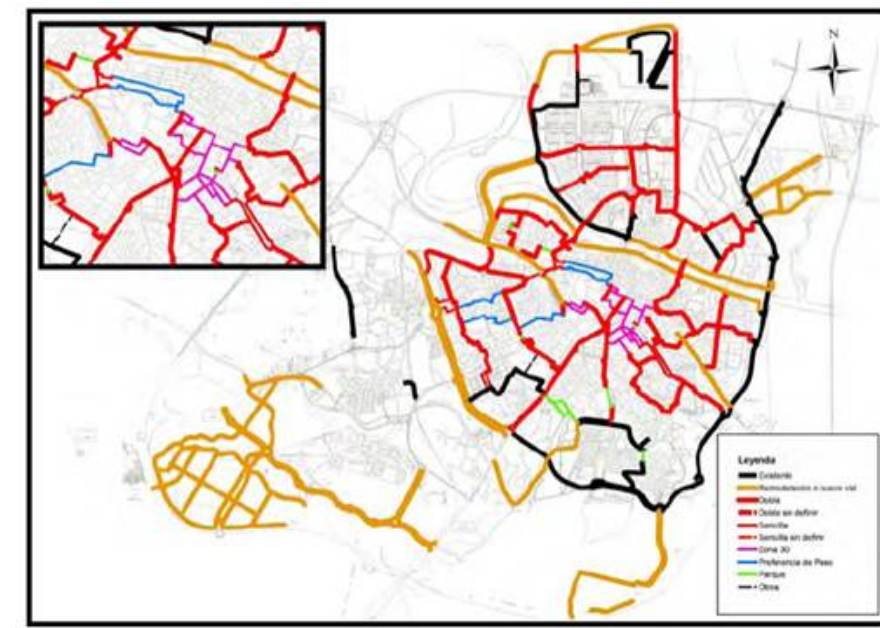 N
Leyenda
Existente
Remodelación o nuevo vial
Doble
Doble sin definir
Sencilla
Sencilla sin definir
Zona 30
Preferencia de Paso
Parque
Otros